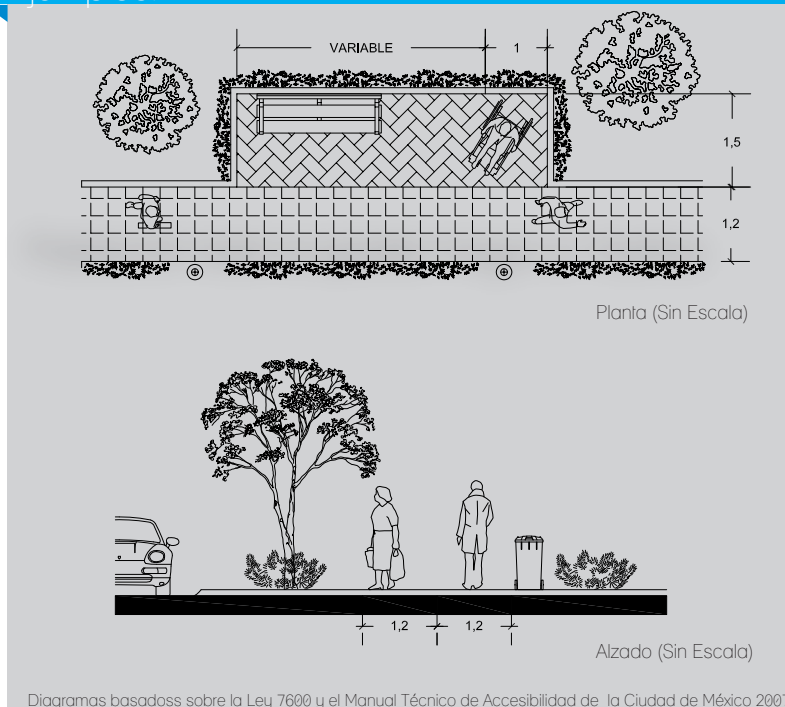 VARIABLE 1
1,5
1,2
Planta (Sin Escala)
1,2 1,2
Alzado (Sin Escala)
Diagramas basadoss sobre la Ley 7600 y el Manual Técnico de Accesibilidad de la Ciudad de México 2007